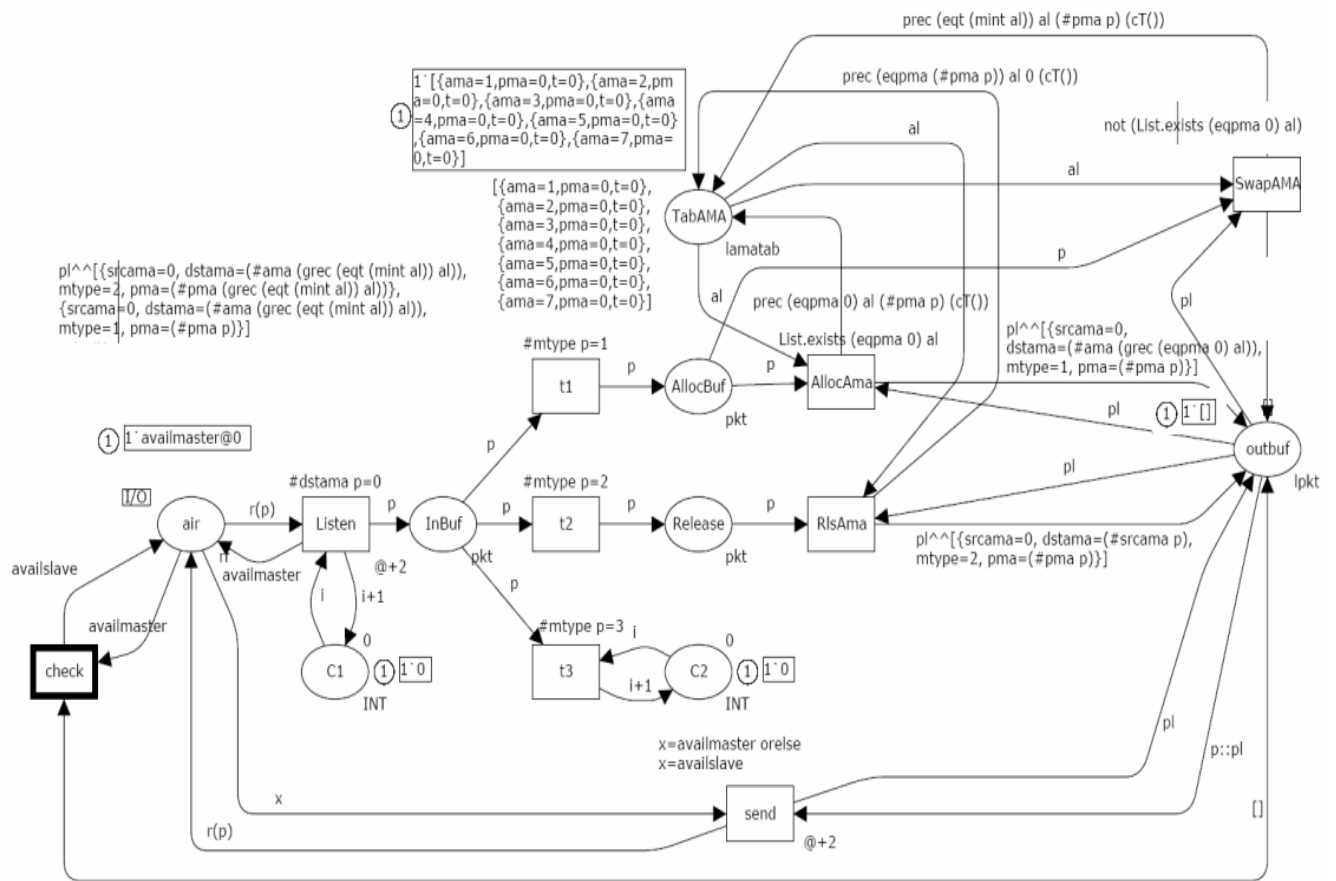 prec (eqt (mint al)) al (#pma p) (cT())
prec (eqpma (#pma p)) al 0 (cT())
1
1`[{ama=1,pma=0,t=0},{ama=2,pm
a=0,t=0},{ama=3,pma=0,t=0},{ama
=4,pma=0,t=0},{ama=5,pma=0,t=0}
,{ama=6,pma=0,t=0},{ama=7,pma=
0,t=0}]
al
not (List.exists (eqpma 0) al)
al
SwapAMA
[{ama=1,pma=0,t=0},
{ama=2,pma=0,t=0},
{ama=3,pma=0,t=0},
{ama=4,pma=0,t=0},
{ama=5,pma=0,t=0},
{ama=6,pma=0,t=0},
{ama=7,pma=0,t=0}]
TabAMA
lamatab
p
pl^^[{srcama=0, dstama=(#ama (grec (eqt (mint al)) al)),
mtype=2, pma=(#pma (grec (eqt (mint al)) al))},
{srcama=0, dstama=(#ama (grec (eqt (mint al)) al)),
mtype=1, pma=(#pma p)}]
al
prec (eqpma 0) al (#pma p) (cT())
pl
List.exists (eqpma 0) al
pl^^[{srcama=0,
dstama=(#ama (grec (eqpma 0) al)),
mtype=1, pma=(#pma p)}]
#mtype p=1
t1
p
AllocBuf
p
AllocAma
pkt
pl
1
1`[]
[]
1
1`availmaster@0
p
outbuf
lpkt
I/O
#dstama p=0
#mtype p=2
pl
air
r(p)
Listen
p
InBuf
p
t2
p
Release
p
RlsAma
rl
availmaster
@+2
pkt
pkt
pl^^[{srcama=0, dstama=(#srcama p),
mtype=2, pma=(#pma p)}]
availslave
i
i+1
p
availmaster
0
#mtype p=3
i
0
check
C1
1
1`0
t3
i+1
C2
1
1`0
INT
INT
x=availmaster orelse
x=availslave
pl
p::pl
x
send
[]
r(p)
@+2